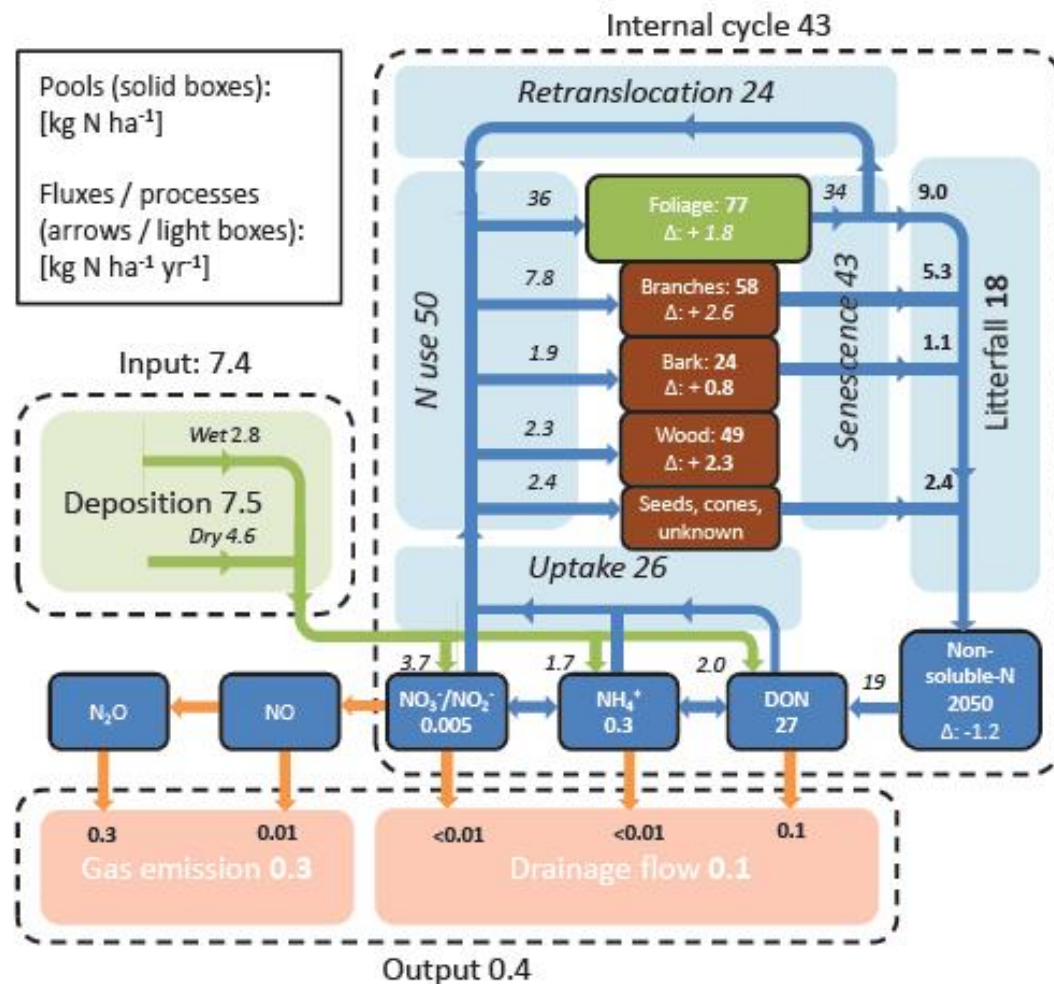 Internal cycle 43
Pools (solid boxes):
[kg N ha⁻¹]
Fluxes / processes
(arrows / light boxes):
[kg N ha⁻¹ yr⁻¹]
Retranslocation 24
N use 50
36
7.8
1.9
2.3
2.4
Foliage: 77
Δ: + 1.8
Branches: 58
Δ: + 2.6
Bark: 24
Δ: + 0.8
Wood: 49
Δ: + 2.3
Seeds, cones,
unknown
34
Senescence 43
9.0
5.3
1.1
2.4
Litterfall 18
Input: 7.4
Wet 2.8
Deposition 7.5
Dry 4.6
Uptake 26
3.7
1.7
2.0
19
N₂O
NO
NO₃⁻/NO₂⁻
0.005
NH₄⁺
0.3
DON
27
Non-
soluble-N
2050
Δ: -1.2
0.3
0.01
<0.01
<0.01
0.1
Gas emission 0.3
Drainage flow 0.1
Output 0.4